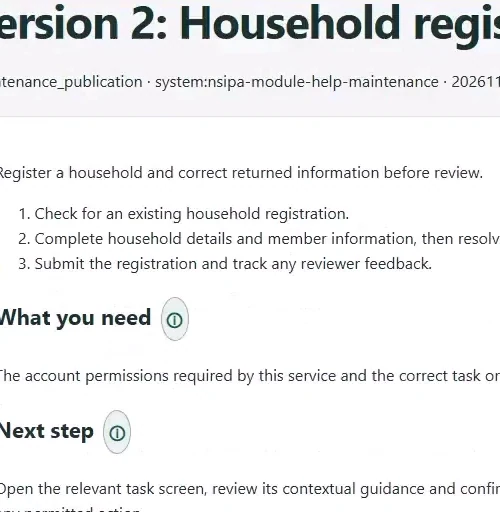 ersion 2: Household regis
tenance_publication · system:nsipa-module-help-maintenance · 202611
Register a household and correct returned information before review.
1. Check for an existing household registration.
2. Complete household details and member information, then resolv
3. Submit the registration and track any reviewer feedback.
What you need
The account permissions required by this service and the correct task or
Next step
Open the relevant task screen, review its contextual guidance and confir
any permitted action